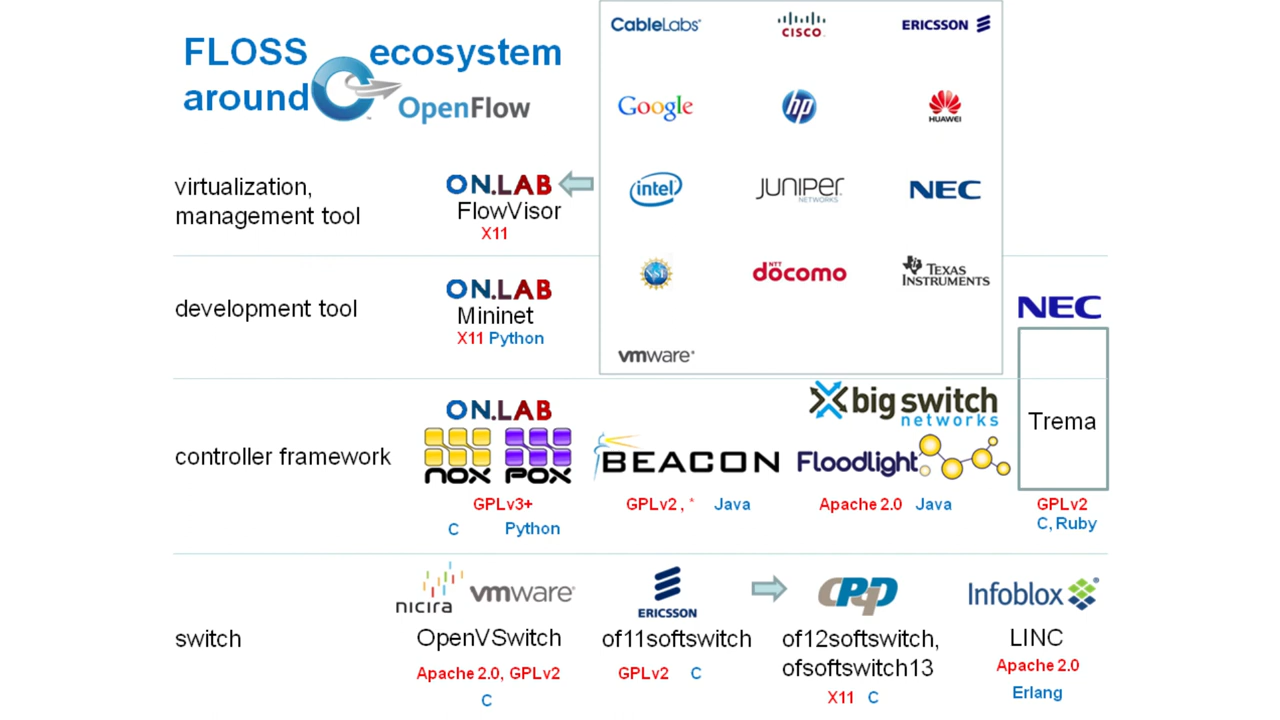 FLOSS ecosystem
around OpenFlow
™
CableLabs®
CISCO
ERICSSON
Google
hp
HUAWEI
intel
JUNIPER
NETWORKS
NEC
NSF
NTT
docomo
TEXAS
INSTRUMENTS
vmware®
virtualization,
management tool
ON.LAB
FlowVisor
X11
development tool
ON.LAB
Mininet
X11 Python
NEC
Trema
GPLv2
C, Ruby
controller framework
ON.LAB
NOX POX
GPLv3+
C Python
BEACON
GPLv2 , * Java
big switch
networks
Floodlight
Apache 2.0 Java
switch
nicira vmware®
OpenVSwitch
Apache 2.0, GPLv2
C
ERICSSON
of11softswitch
GPLv2 C
CPqD
of12softswitch,
ofsoftswitch13
X11 C
Infoblox
LINC
Apache 2.0
Erlang